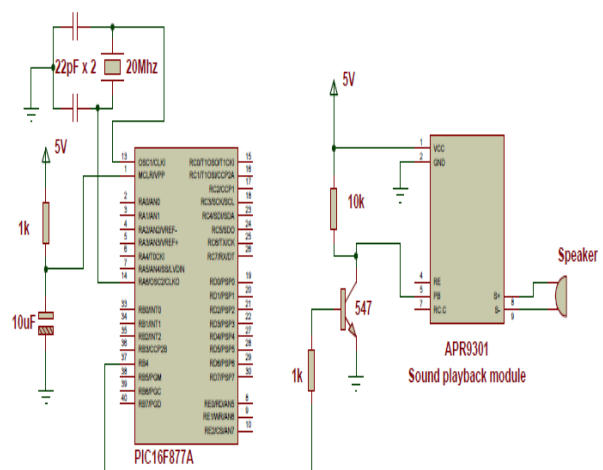 22pF x 2
20Mhz
5V
1k
10uF
13 OSC1/CLKI
1 MCLR/VPP
2 RA0/AN0
3 RA1/AN1
4 RA2/AN2/VREF-
5 RA3/AN3/VREF+
6 RA4/T0CKI
7 RA5/AN4/SS/LVDIN
14 RA6/OSC2/CLKO
33 RB0/INT0
34 RB1/INT1
35 RB2/INT2
36 RB3/CCP2B
37 RB4
38 RB5/PGM
39 RB6/PGC
40 RB7/PGD
RC0/T1OSO/T1CKI 15
RC1/T1OSI/CCP2A 16
RC2/CCP1 17
RC3/SCK/SCL 18
RC4/SDI/SDA 23
RC5/SDO 24
RC6/TX/CK 25
RC7/RX/DT 26
RD0/PSP0 19
RD1/PSP1 20
RD2/PSP2 21
RD3/PSP3 22
RD4/PSP4 27
RD5/PSP5 28
RD6/PSP6 29
RD7/PSP7 30
RE0/RD/AN5 8
RE1/WR/AN6 9
RE2/CS/AN7 10
PIC16F877A
5V
10k
547
1k
1 VCC
2 GND
4 RE
5 PB
7 RC.C
S+ 8
S- 9
Speaker
APR9301
Sound playback module